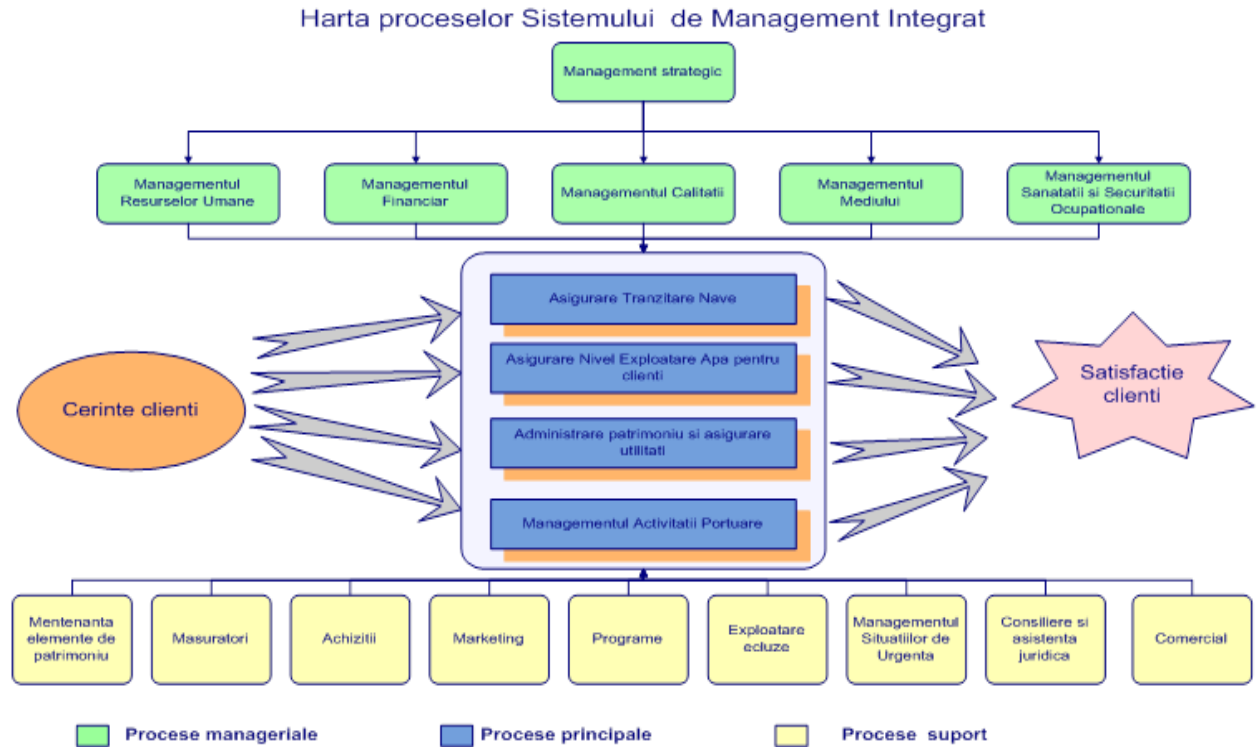 Harta proceselor Sistemului de Management Integrat
Management strategic
Managementul
Resurselor Umane
Managementul
Financiar
Managementul Calitatii
Managementul
Mediului
Managementul
Sanatatii si Securitatii
Ocupationale
Asigurare Tranzitare Nave
Asigurare Nivel Exploatare Apa pentru
clienti
Administrare patrimoniu si asigurare
utilitati
Managementul Activitatii Portuare
Cerinte clienti
Satisfactie
clienti
Mentenanta
elemente de
patrimoniu
Masuratori
Achizitii
Marketing
Programe
Exploatare
ecluze
Managementul
Situatiilor de
Urgenta
Consiliere si
asistenta
juridica
Comercial
Procese manageriale
Procese principale
Procese suport